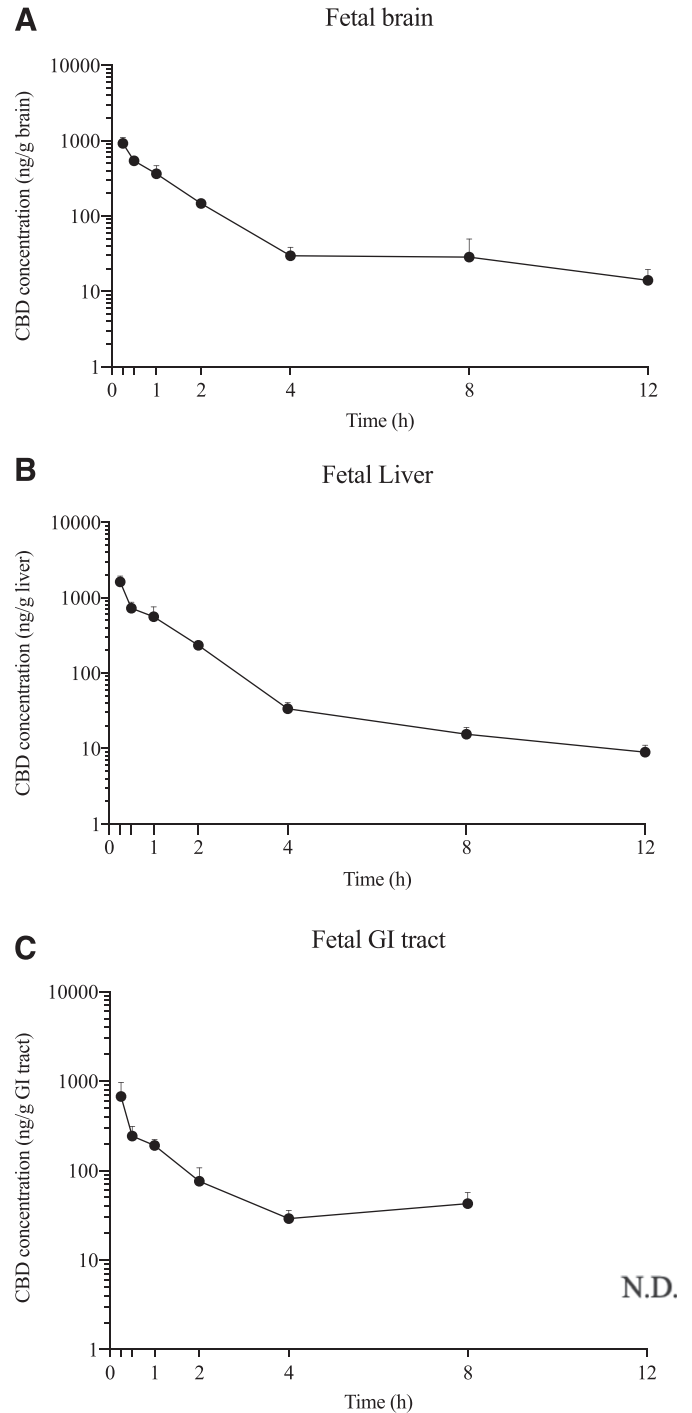 A
Fetal brain
CBD concentration (ng/g brain)
10000
1000
100
10
1
0 1 2 4 8 12
Time (h)
B
Fetal Liver
CBD concentration (ng/g liver)
10000
1000
100
10
1
0 1 2 4 8 12
Time (h)
C
Fetal GI tract
CBD concentration (ng/g GI tract)
10000
1000
100
10
1
N.D.
0 1 2 4 8 12
Time (h)